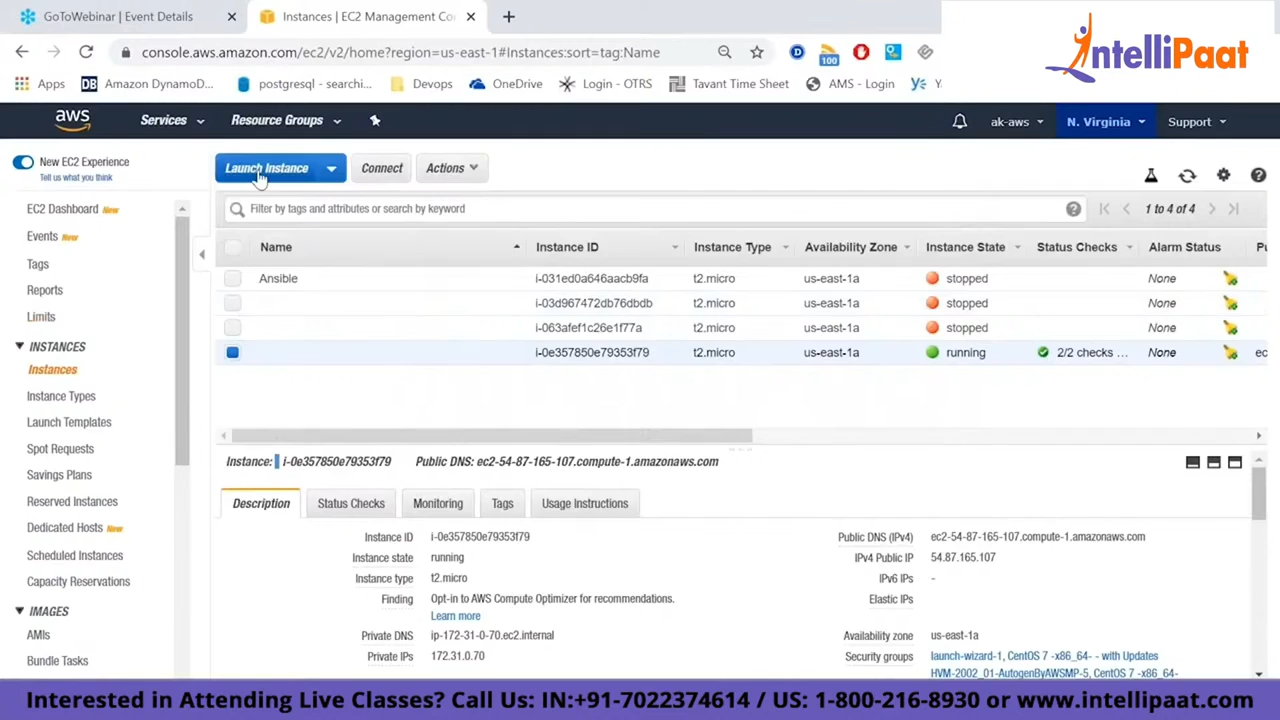 GoToWebinar | Event Details
Instances | EC2 Management Con
console.aws.amazon.com/ec2/v2/home?region=us-east-1#Instances:sort=tag:Name
100
IntelliPaat
Apps
DB Amazon DynamoD...
postgresql - searchi...
Devops
OneDrive
Login - OTRS
Tavant Time Sheet
AMS - Login
aws
Services
Resource Groups
ak-aws
N. Virginia
Support
New EC2 Experience
Tell us what you think
Launch Instance
Connect
Actions
EC2 Dashboard New
Events New
Tags
Reports
Limits
INSTANCES
Instances
Instance Types
Launch Templates
Spot Requests
Savings Plans
Reserved Instances
Dedicated Hosts New
Scheduled Instances
Capacity Reservations
IMAGES
AMIs
Bundle Tasks
Filter by tags and attributes or search by keyword
1 to 4 of 4
Name Instance ID Instance Type Availability Zone Instance State Status Checks Alarm Status
Ansible i-031ed0a646aacb9fa t2.micro us-east-1a stopped None
i-03d967472db76dbdb t2.micro us-east-1a stopped None
i-063afef1c26e1f77a t2.micro us-east-1a stopped None
i-0e357850e79353f79 t2.micro us-east-1a running 2/2 checks ... None ec
Instance: i-0e357850e79353f79 Public DNS: ec2-54-87-165-107.compute-1.amazonaws.com
Description Status Checks Monitoring Tags Usage Instructions
Instance ID i-0e357850e79353f79
Instance state running
Instance type t2.micro
Finding Opt-in to AWS Compute Optimizer for recommendations.
Learn more
Private DNS ip-172-31-0-70.ec2.internal
Private IPs 172.31.0.70
Public DNS (IPv4) ec2-54-87-165-107.compute-1.amazonaws.com
IPv4 Public IP 54.87.165.107
IPv6 IPs -
Elastic IPs
Availability zone us-east-1a
Security groups launch-wizard-1, CentOS 7 -x86_64- - with Updates
HVM-2002_01-AutogenByAWSMP-5, CentOS 7 -x86_64-
Interested in Attending Live Classes? Call Us: IN:+91-7022374614 / US: 1-800-216-8930 or www.intellipaat.com